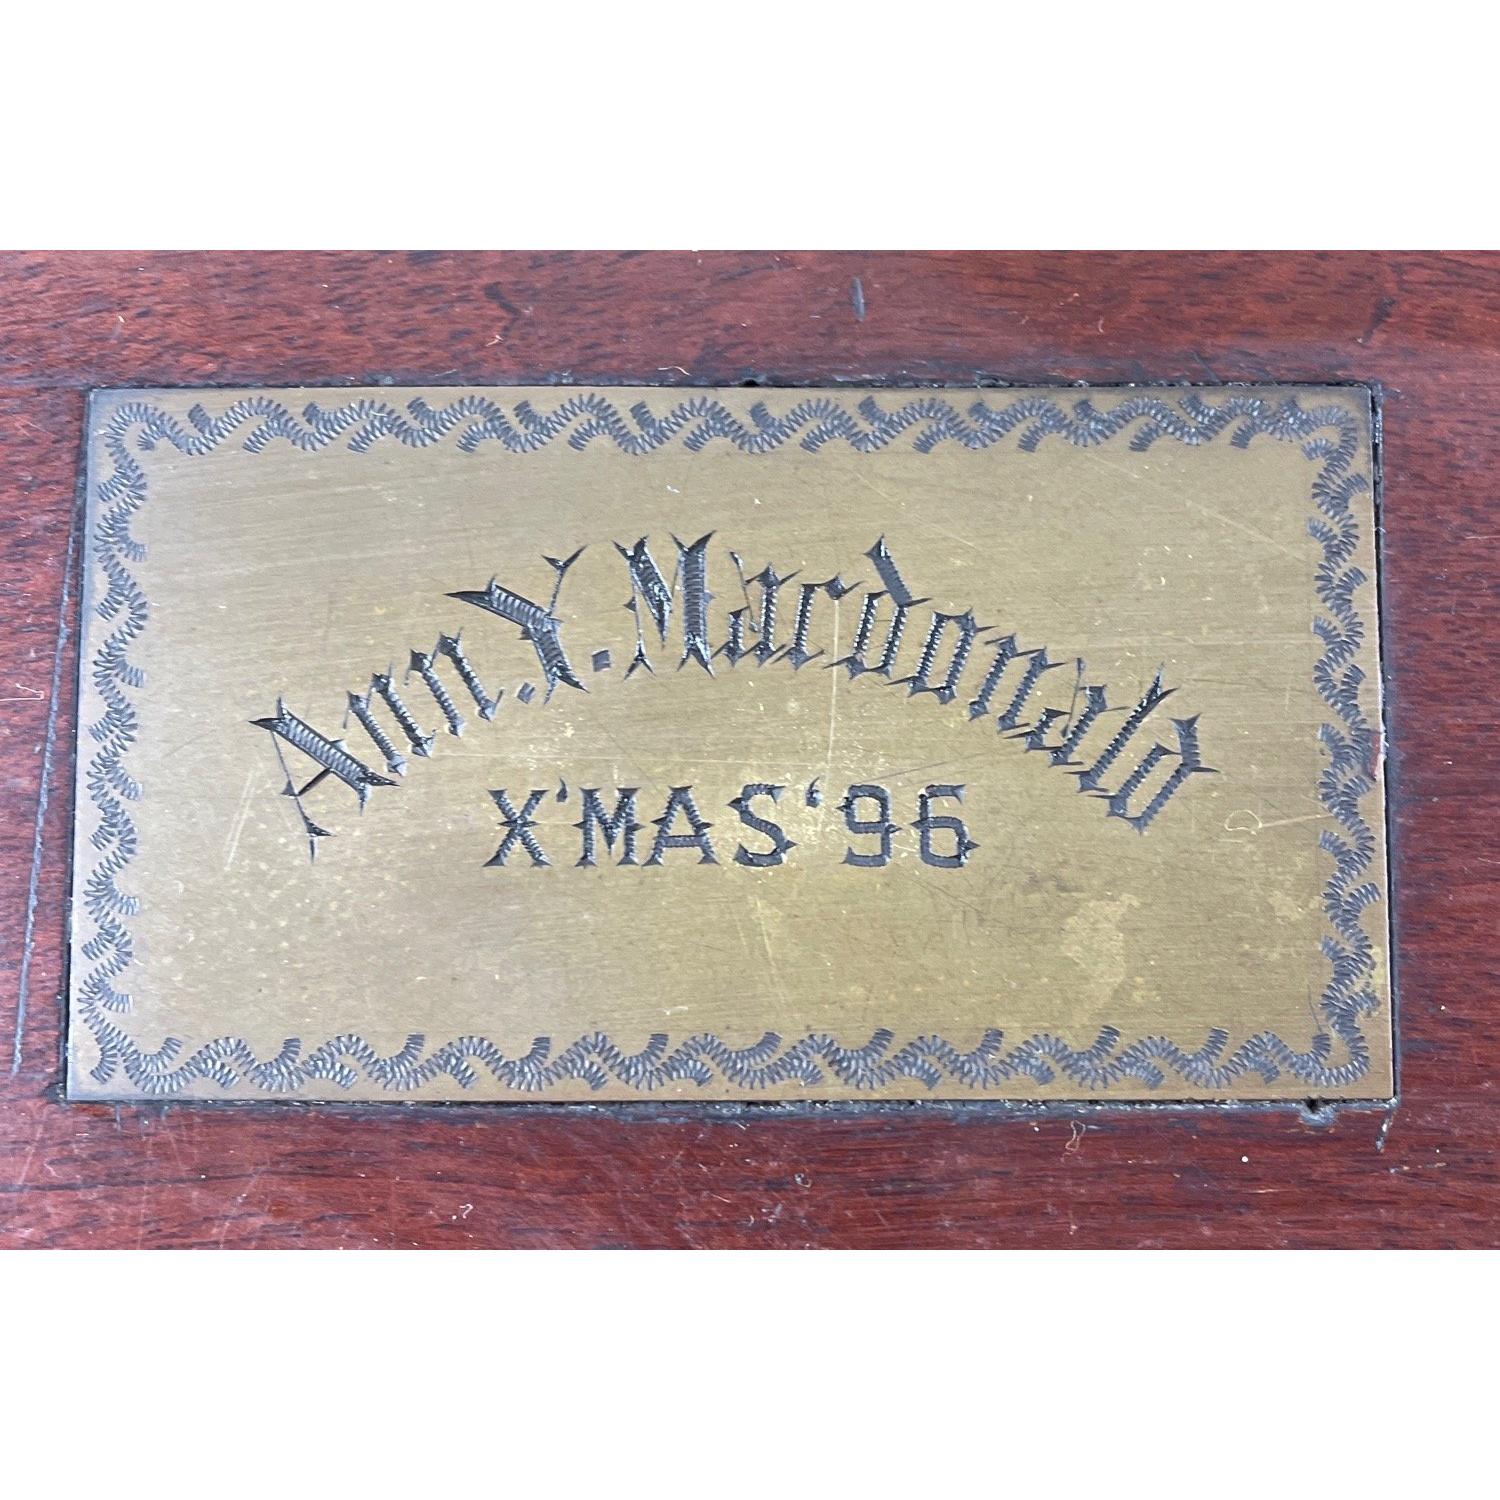 Ann. Y. Macdonald
X'MAS '96